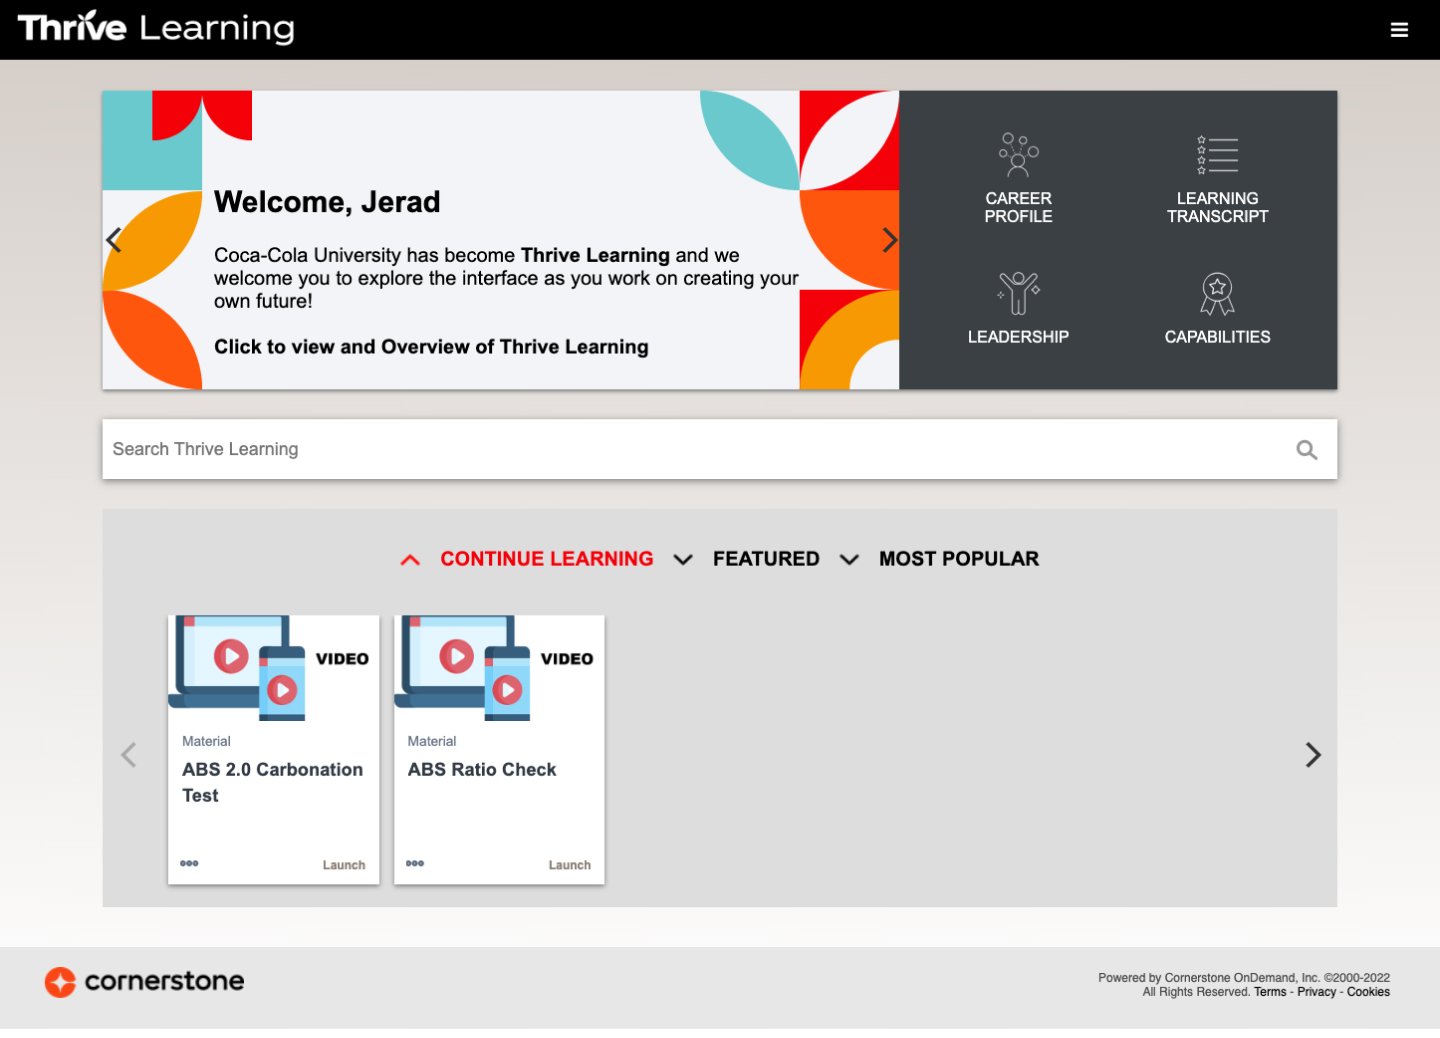 Thrive Learning
Welcome, Jerad
Coca-Cola University has become Thrive Learning and we
welcome you to explore the interface as you work on creating your
own future!
Click to view and Overview of Thrive Learning
CAREER
PROFILE
LEARNING
TRANSCRIPT
LEADERSHIP
CAPABILITIES
Search Thrive Learning
CONTINUE LEARNING
FEATURED
MOST POPULAR
VIDEO
Material
ABS 2.0 Carbonation
Test
Launch
VIDEO
Material
ABS Ratio Check
Launch
cornerstone
Powered by Cornerstone OnDemand, Inc. ©2000-2022
All Rights Reserved. Terms - Privacy - Cookies